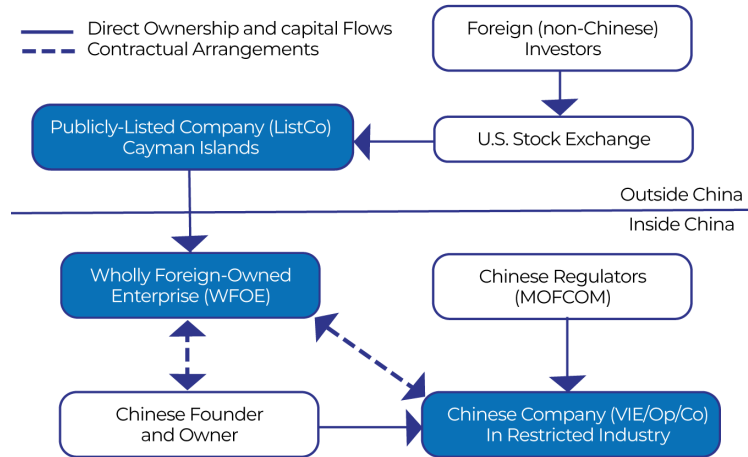 Direct Ownership and capital Flows
Contractual Arrangements
Foreign (non-Chinese)
Investors
Publicly-Listed Company (ListCo)
Cayman Islands
U.S. Stock Exchange
Outside China
Inside China
Wholly Foreign-Owned
Enterprise (WFOE)
Chinese Regulators
(MOFCOM)
Chinese Founder
and Owner
Chinese Company (VIE/Op/Co)
In Restricted Industry